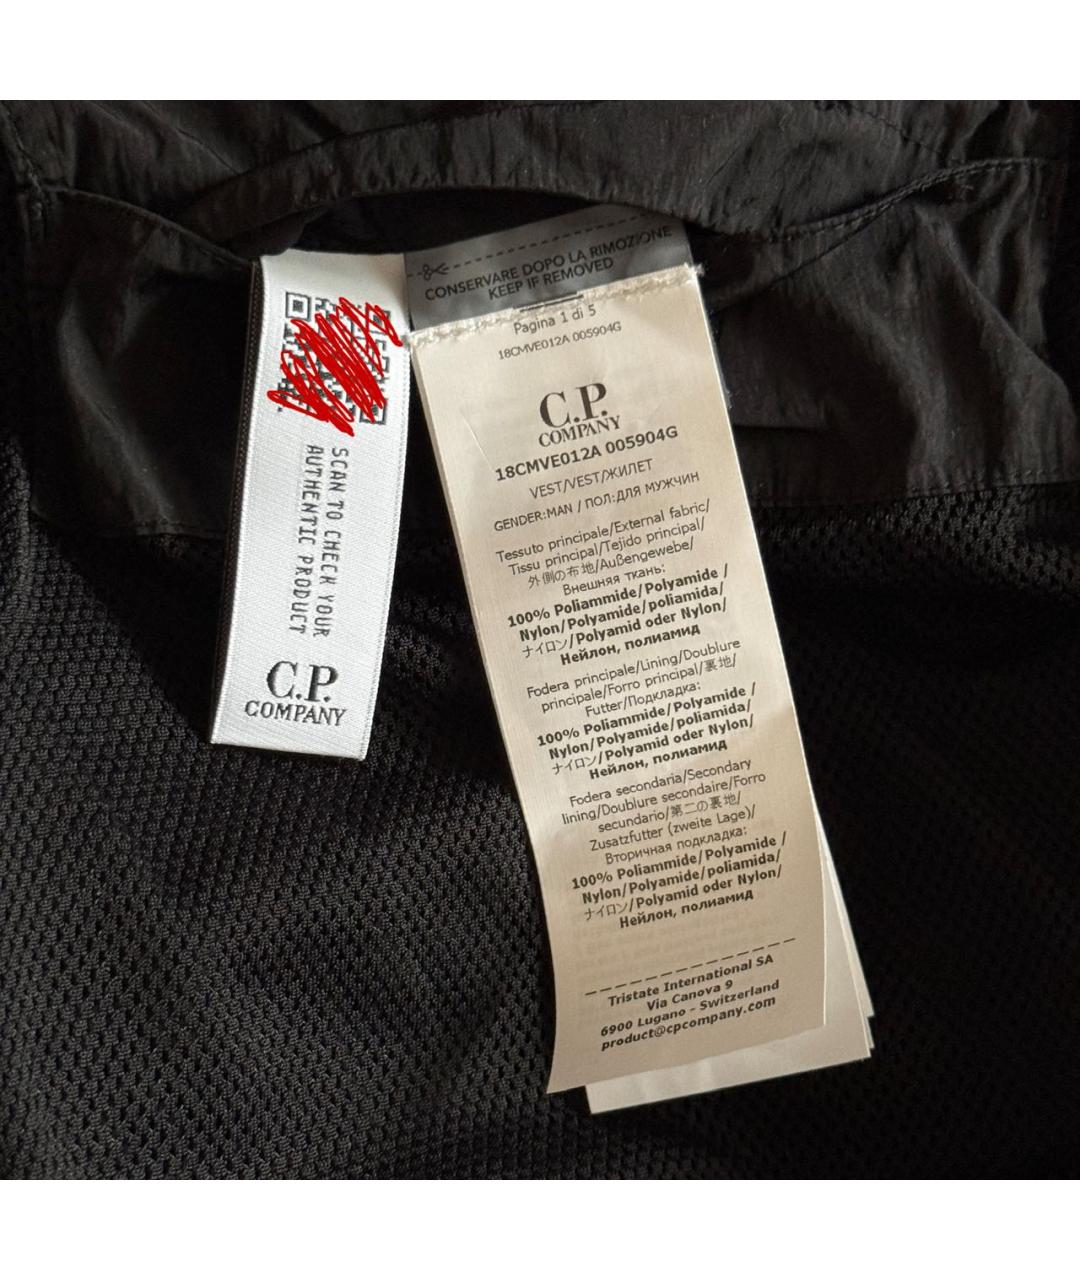 SCAN TO CHECK YOUR
AUTHENTIC PRODUCT
C.P.
COMPANY
CONSERVARE DOPO LA RIMOZIONE
KEEP IF REMOVED
Pagina 1 di 5
18CMVE012A 005904G
C.P.
COMPANY
18CMVE012A 005904G
VEST/VEST/ЖИЛЕТ
GENDER:MAN / ПОЛ:ДЛЯ МУЖЧИН
Tessuto principale/External fabric/
Tissu principal/Tejido principal/
外側の布地/Außengewebe/
Внешняя ткань:
100% Poliammide/Polyamide /
Nylon/Polyamide/poliamida/
ナイロン/Polyamid oder Nylon/
Нейлон, полиамид
Fodera principale/Lining/Doublure
principale/Forro principal/裏地/
Futter/Подкладка:
100% Poliammide/Polyamide /
Nylon/Polyamide/poliamida/
ナイロン/Polyamid oder Nylon/
Нейлон, полиамид
Fodera secondaria/Secondary
lining/Doublure secondaire/Forro
secundario/第二の裏地/
Zusatzfutter (zweite Lage)/
Вторичная подкладка:
100% Poliammide/Polyamide /
Nylon/Polyamide/poliamida/
ナイロン/Polyamid oder Nylon/
Нейлон, полиамид
Tristate International SA
Via Canova 9
6900 Lugano - Switzerland
product@cpcompany.com